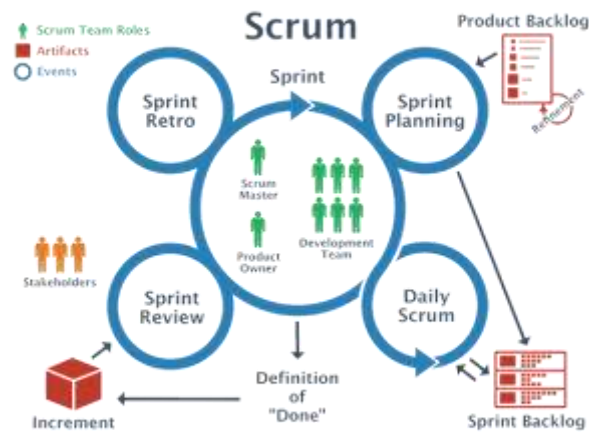 Scrum
Scrum Team Roles
Artifacts
Events
Product Backlog
Refinement
Sprint
Sprint
Retro
Sprint
Planning
Scrum
Master
Product
Owner
Development
Team
Stakeholders
Sprint
Review
Daily
Scrum
Definition
of
"Done"
Increment
Sprint Backlog